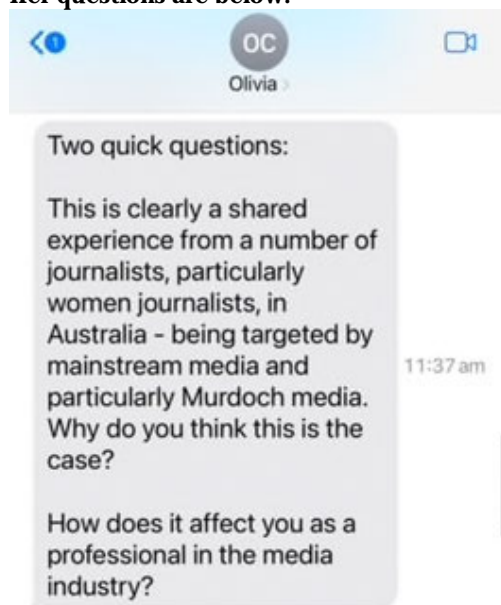 Her questions are below.
1
OC
Olivia >
Two quick questions:
This is clearly a shared
experience from a number of
journalists, particularly
women journalists, in
Australia - being targeted by
mainstream media and
particularly Murdoch media.
Why do you think this is the
case?
11:37 am
How does it affect you as a
professional in the media
industry?